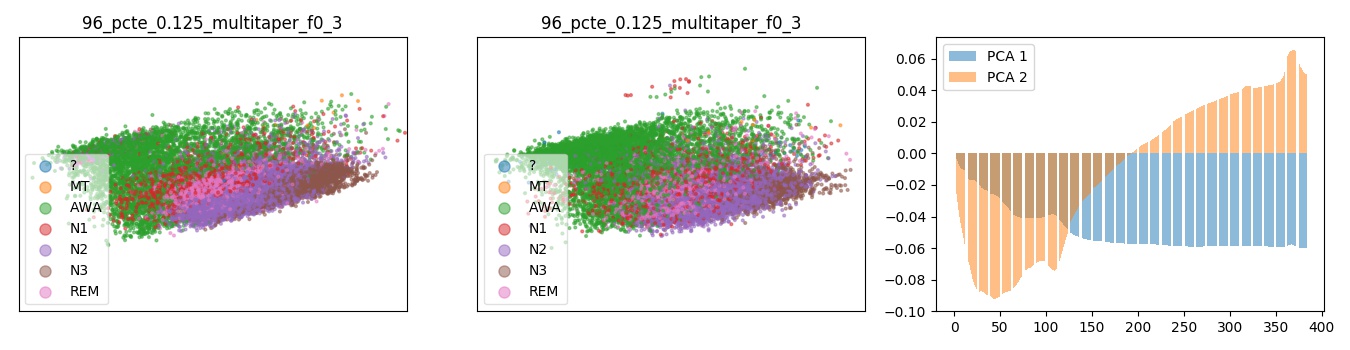 96_pcte_0.125_multitaper_f0_3
?
MT
AWA
N1
N2
N3
REM
96_pcte_0.125_multitaper_f0_3
?
MT
AWA
N1
N2
N3
REM
PCA 1
PCA 2
0.06
0.04
0.02
0.00
−0.02
−0.04
−0.06
−0.08
−0.10
0 50 100 150 200 250 300 350 400